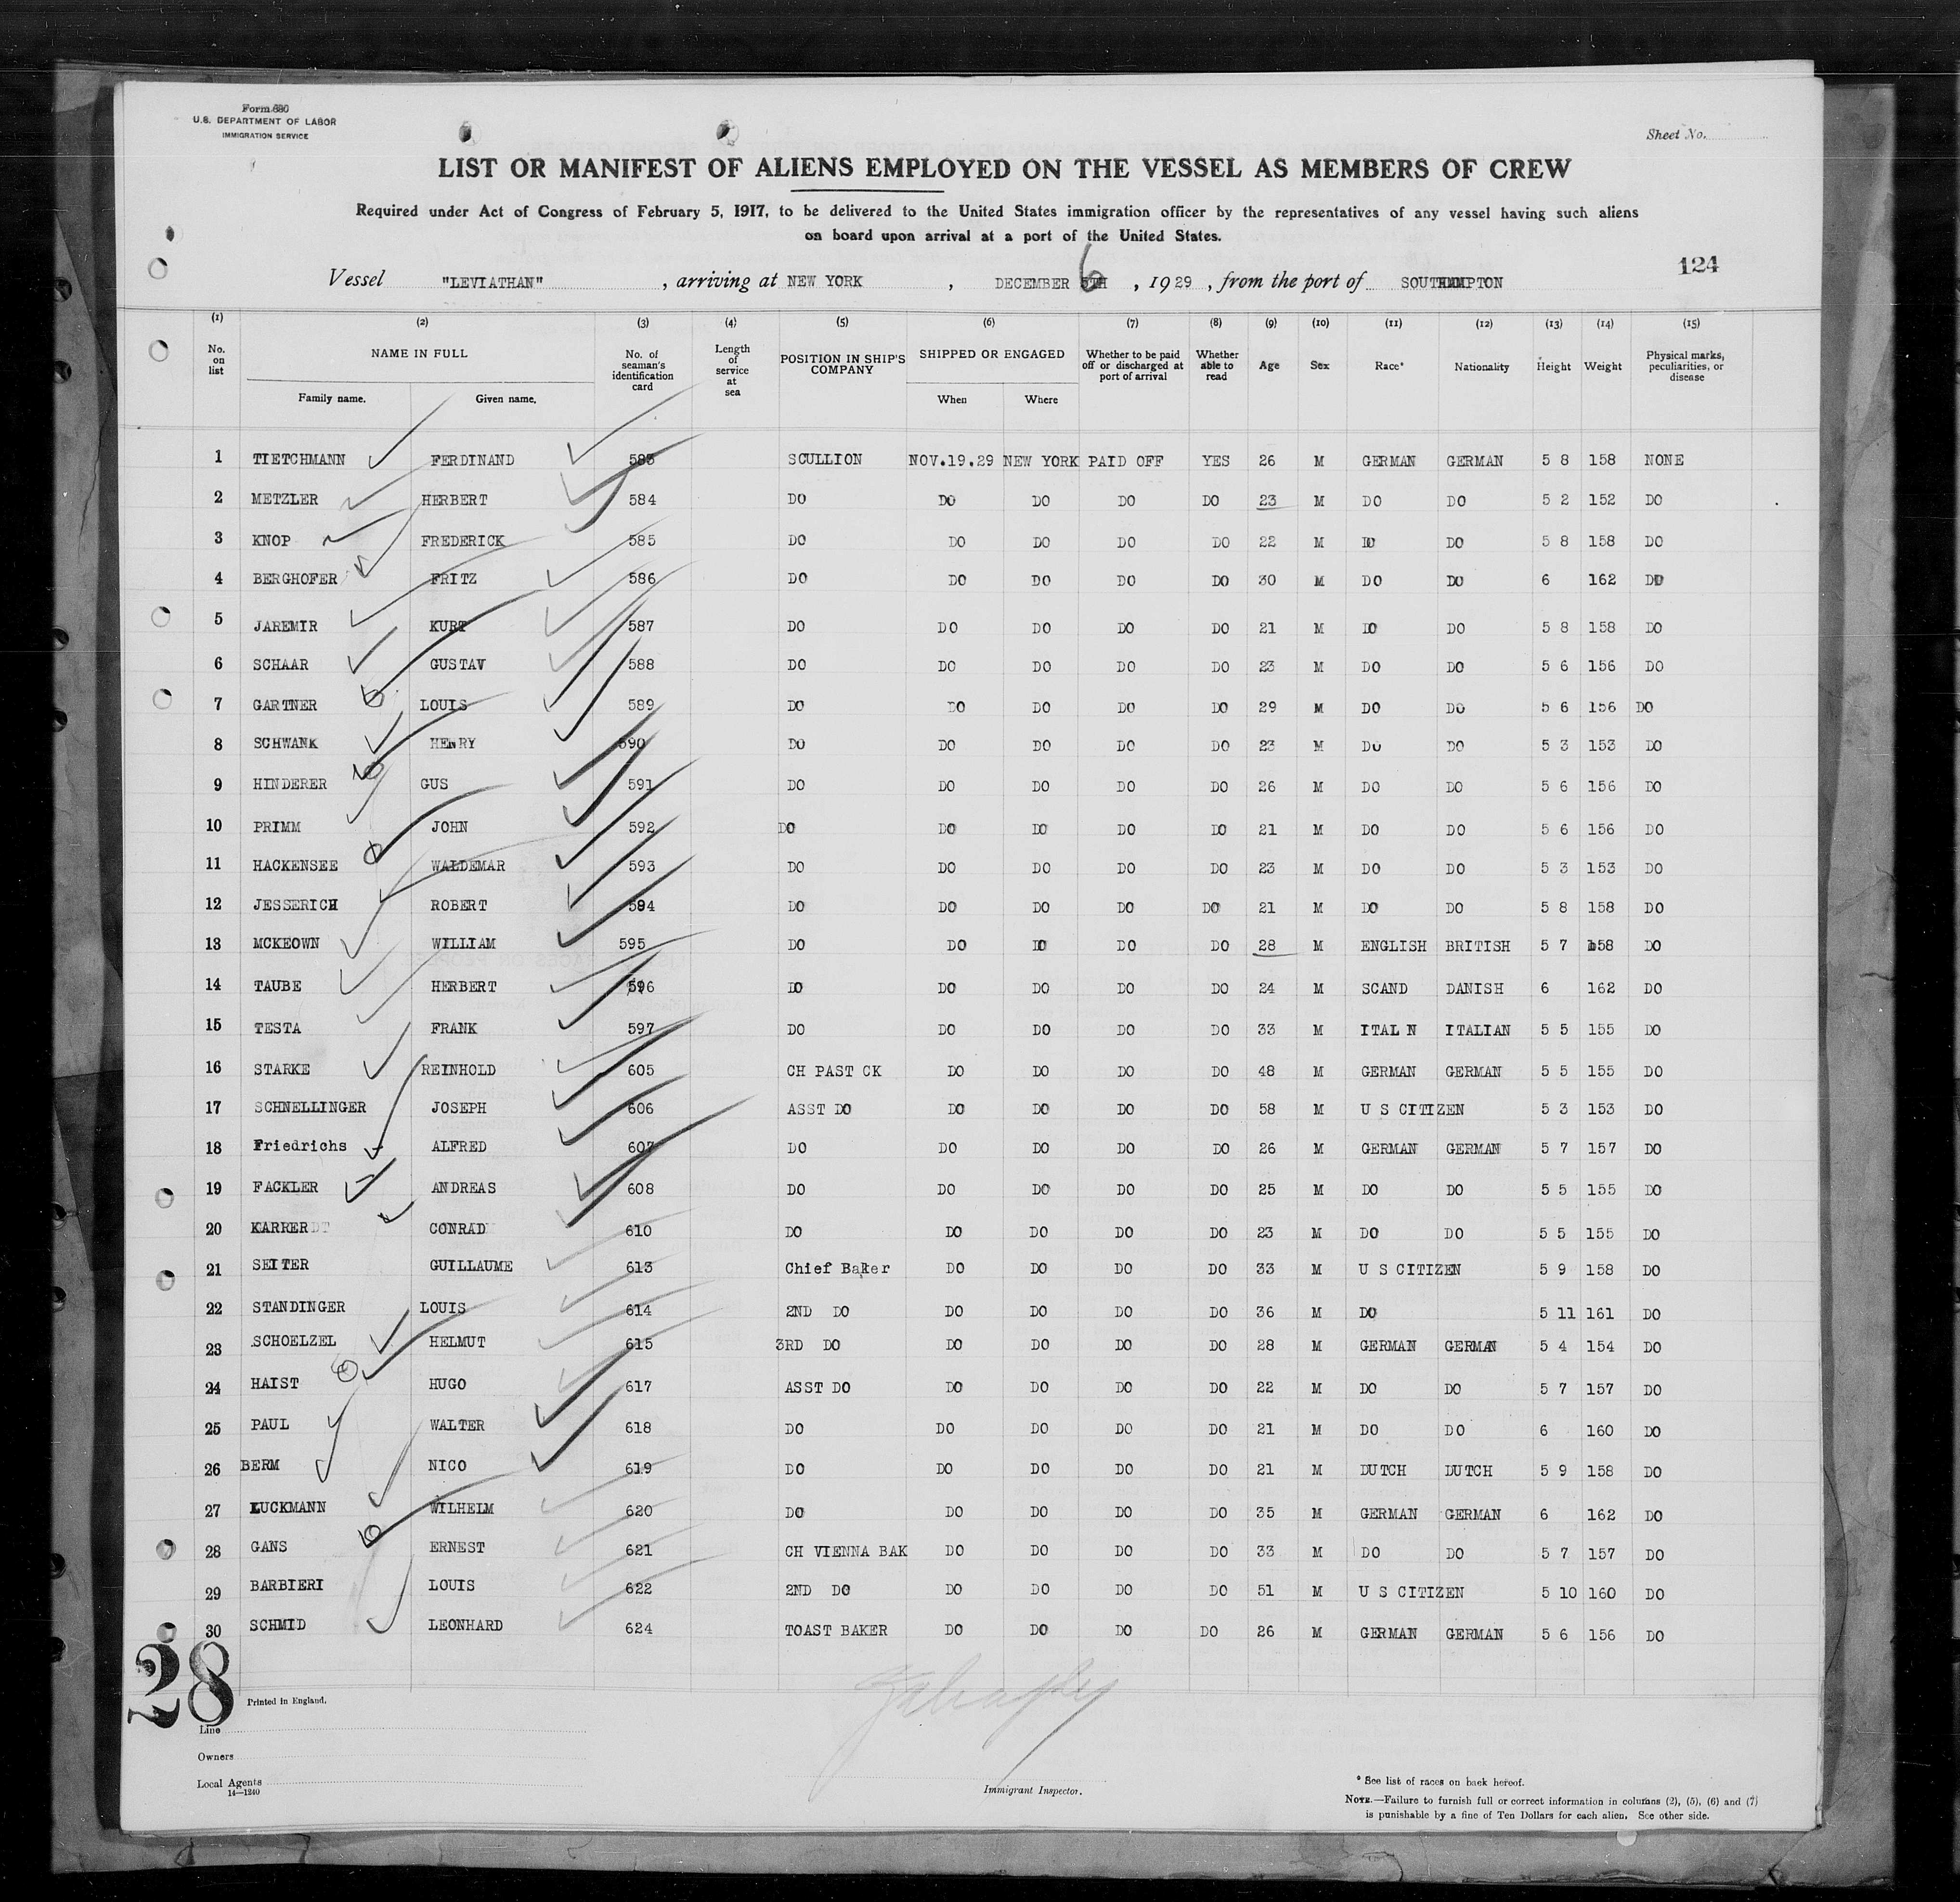 Form 680
U.S. DEPARTMENT OF LABOR
IMMIGRATION SERVICE
Sheet No.
LIST OR MANIFEST OF ALIENS EMPLOYED ON THE VESSEL AS MEMBERS OF CREW
Required under Act of Congress of February 5, 1917, to be delivered to the United States immigration officer by the representatives of any vessel having such aliens
on board upon arrival at a port of the United States.
124
Vessel "LEVIATHAN" , arriving at NEW YORK , DECEMBER 6 5TH , 1929 , from the port of SOUTHAMPTON
(1) (2) (3) (4) (5) (6) (7) (8) (9) (10) (11) (12) (13) (14) (15)
No. on list NAME IN FULL Family name. Given name. No. of seaman's identification card Length of service at sea POSITION IN SHIP'S COMPANY SHIPPED OR ENGAGED When Where Whether to be paid off or discharged at port of arrival Whether able to read Age Sex Race* Nationality Height Weight Physical marks, peculiarities, or disease
1 TIETCHMANN FERDINAND 583 SCULLION NOV.19.29 NEW YORK PAID OFF YES 26 M GERMAN GERMAN 5 8 158 NONE
2 METZLER HERBERT 584 DO DO DO DO DO 23 M DO DO 5 2 152 DO
3 KNOP FREDERICK 585 DO DO DO DO DO 22 M DO DO 5 8 158 DO
4 BERGHOFER FRITZ 586 DO DO DO DO DO 30 M DO DO 6 162 DO
5 JAREMIR KURT 587 DO DO DO DO DO 21 M DO DO 5 8 158 DO
6 SCHAAR GUSTAV 588 DO DO DO DO DO 23 M DO DO 5 6 156 DO
7 GARTNER LOUIS 589 DO DO DO DO DO 29 M DO DO 5 6 156 DO
8 SCHWANK HENRY 590 DO DO DO DO DO 23 M DO DO 5 3 153 DO
9 HINDERER GUS 591 DO DO DO DO DO 26 M DO DO 5 6 156 DO
10 PRIMM JOHN 592 DO DO DO DO DO 21 M DO DO 5 6 156 DO
11 HACKENSEE WALDEMAR 593 DO DO DO DO DO 23 M DO DO 5 3 153 DO
12 JESSERICH ROBERT 594 DO DO DO DO DO 21 M DO DO 5 8 158 DO
13 MCKEOWN WILLIAM 595 DO DO DO DO DO 28 M ENGLISH BRITISH 5 7 158 DO
14 TAUBE HERBERT 596 DO DO DO DO DO 24 M SCAND DANISH 6 162 DO
15 TESTA FRANK 597 DO DO DO DO DO 33 M ITAL N ITALIAN 5 5 155 DO
16 STARKE REINHOLD 605 CH PAST CK DO DO DO DO 48 M GERMAN GERMAN 5 5 155 DO
17 SCHNELLINGER JOSEPH 606 ASST DO DO DO DO DO 58 M U S CITIZEN 5 3 153 DO
18 Friedrichs ALFRED 607 DO DO DO DO DO 26 M GERMAN GERMAN 5 7 157 DO
19 FACKLER ANDREAS 608 DO DO DO DO DO 25 M DO DO 5 5 155 DO
20 KARRERDT CONRAD 610 DO DO DO DO DO 23 M DO DO 5 5 155 DO
21 SEITER GUILLAUME 613 Chief Baker DO DO DO DO 33 M U S CITIZEN 5 9 158 DO
22 STANDINGER LOUIS 614 2ND DO DO DO DO DO 36 M DO 5 11 161 DO
23 SCHOELZEL HELMUT 615 3RD DO DO DO DO DO 28 M GERMAN GERMAN 5 4 154 DO
24 HAIST HUGO 617 ASST DO DO DO DO DO 22 M DO DO 5 7 157 DO
25 PAUL WALTER 618 DO DO DO DO DO 21 M DO DO 6 160 DO
26 BERM NICO 619 DO DO DO DO DO 21 M DUTCH DUTCH 5 9 158 DO
27 LUCKMANN WILHELM 620 DO DO DO DO DO 35 M GERMAN GERMAN 6 162 DO
28 GANS ERNEST 621 CH VIENNA BAK DO DO DO DO 33 M DO DO 5 7 157 DO
29 BARBIERI LOUIS 622 2ND DO DO DO DO DO 51 M U S CITIZEN 5 10 160 DO
30 SCHMID LEONHARD 624 TOAST BAKER DO DO DO DO 26 M GERMAN GERMAN 5 6 156 DO
28
Printed in England.
Line
Owners
Local Agents
14—1240
Immigrant Inspector.
* See list of races on back hereof.
NOTE.—Failure to furnish full or correct information in columns (2), (5), (6) and (7)
is punishable by a fine of Ten Dollars for each alien. See other side.